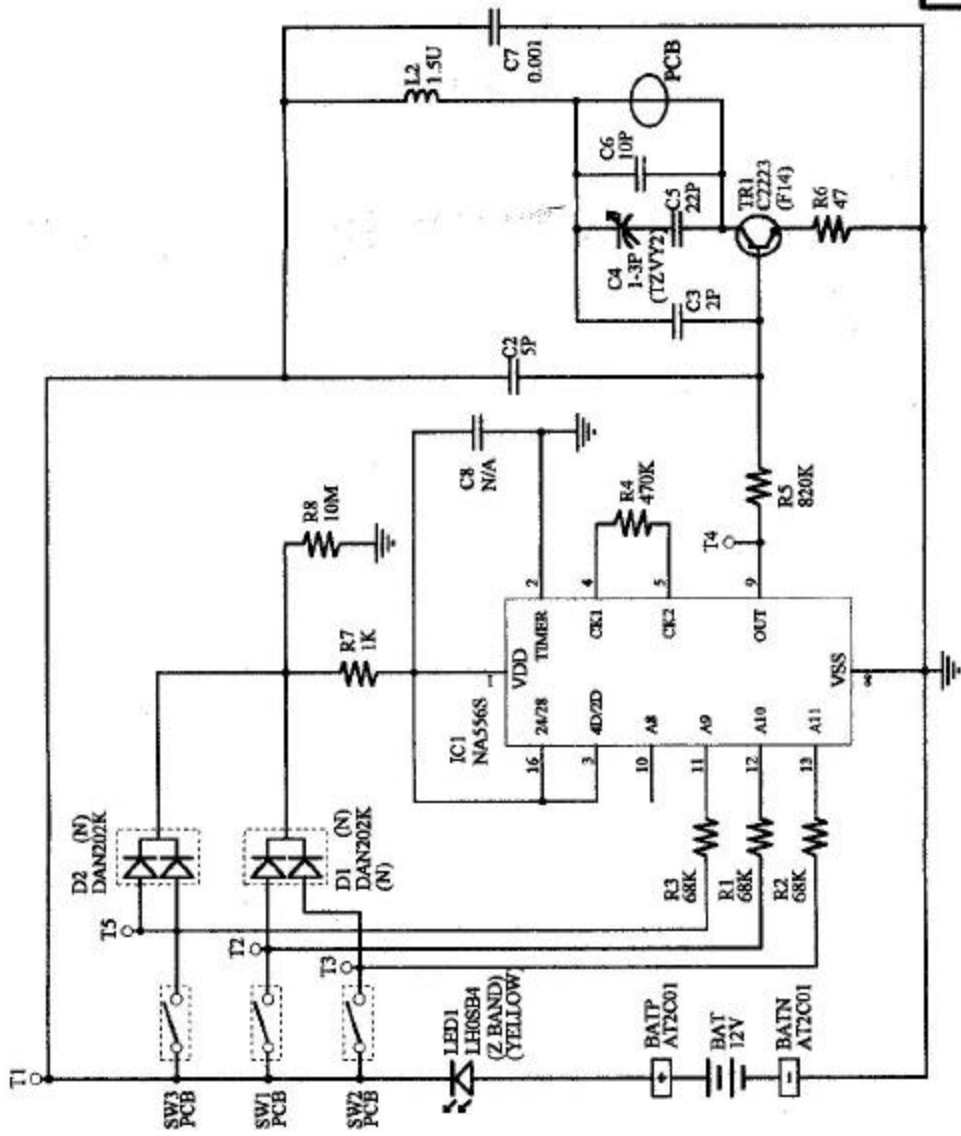 T1
SW3
PCB
SW1
PCB
SW2
PCB
LED1
LH0SB4
(Z BAND)
(YELLOW)
BATP
AT2C01
+
BAT
12V
BATN
AT2C01
-
T5
T2
T3
D2 (N)
DAN202K
D1 (N)
DAN202K
(N)
R3
68K
R1
68K
R2
68K
IC1
NA556S
R7
1K
R8
10M
1
VDD
16 24/28
3 4D/2D
10 A8
11 A9
12 A10
13 A11
TIMER 2
CK1 4
CK2 5
OUT 9
VSS
8
C8
N/A
R4
470K
T4
R5
820K
C2
5P
C3
2P
C4
1-3P
(TZVY2)
C5
22P
C6
10P
PCB
L2
1.5U
C7
0.001
TR1
C2223
(F14)
R6
47